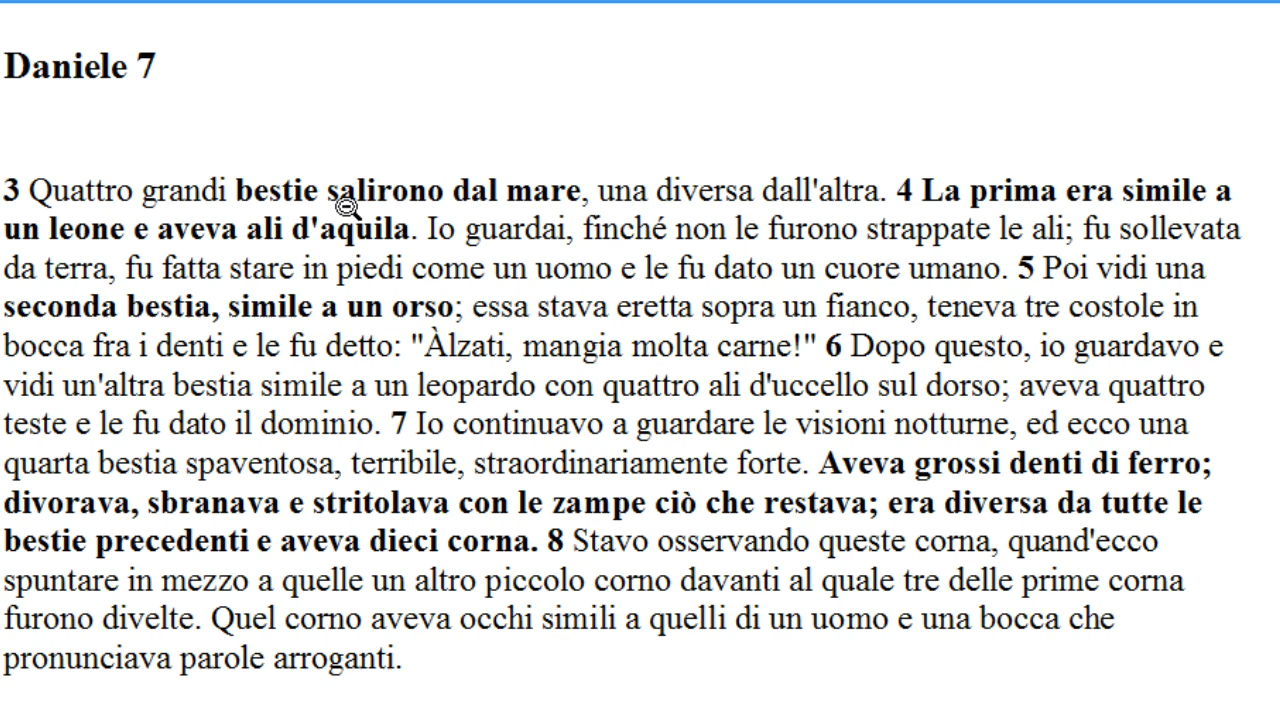 Daniele 7
3 Quattro grandi bestie salirono dal mare, una diversa dall'altra. 4 La prima era simile a
un leone e aveva ali d'aquila. Io guardai, finché non le furono strappate le ali; fu sollevata
da terra, fu fatta stare in piedi come un uomo e le fu dato un cuore umano. 5 Poi vidi una
seconda bestia, simile a un orso; essa stava eretta sopra un fianco, teneva tre costole in
bocca fra i denti e le fu detto: "Àlzati, mangia molta carne!" 6 Dopo questo, io guardavo e
vidi un'altra bestia simile a un leopardo con quattro ali d'uccello sul dorso; aveva quattro
teste e le fu dato il dominio. 7 Io continuavo a guardare le visioni notturne, ed ecco una
quarta bestia spaventosa, terribile, straordinariamente forte. Aveva grossi denti di ferro;
divorava, sbranava e stritolava con le zampe ciò che restava; era diversa da tutte le
bestie precedenti e aveva dieci corna. 8 Stavo osservando queste corna, quand'ecco
spuntare in mezzo a quelle un altro piccolo corno davanti al quale tre delle prime corna
furono divelte. Quel corno aveva occhi simili a quelli di un uomo e una bocca che
pronunciava parole arroganti.